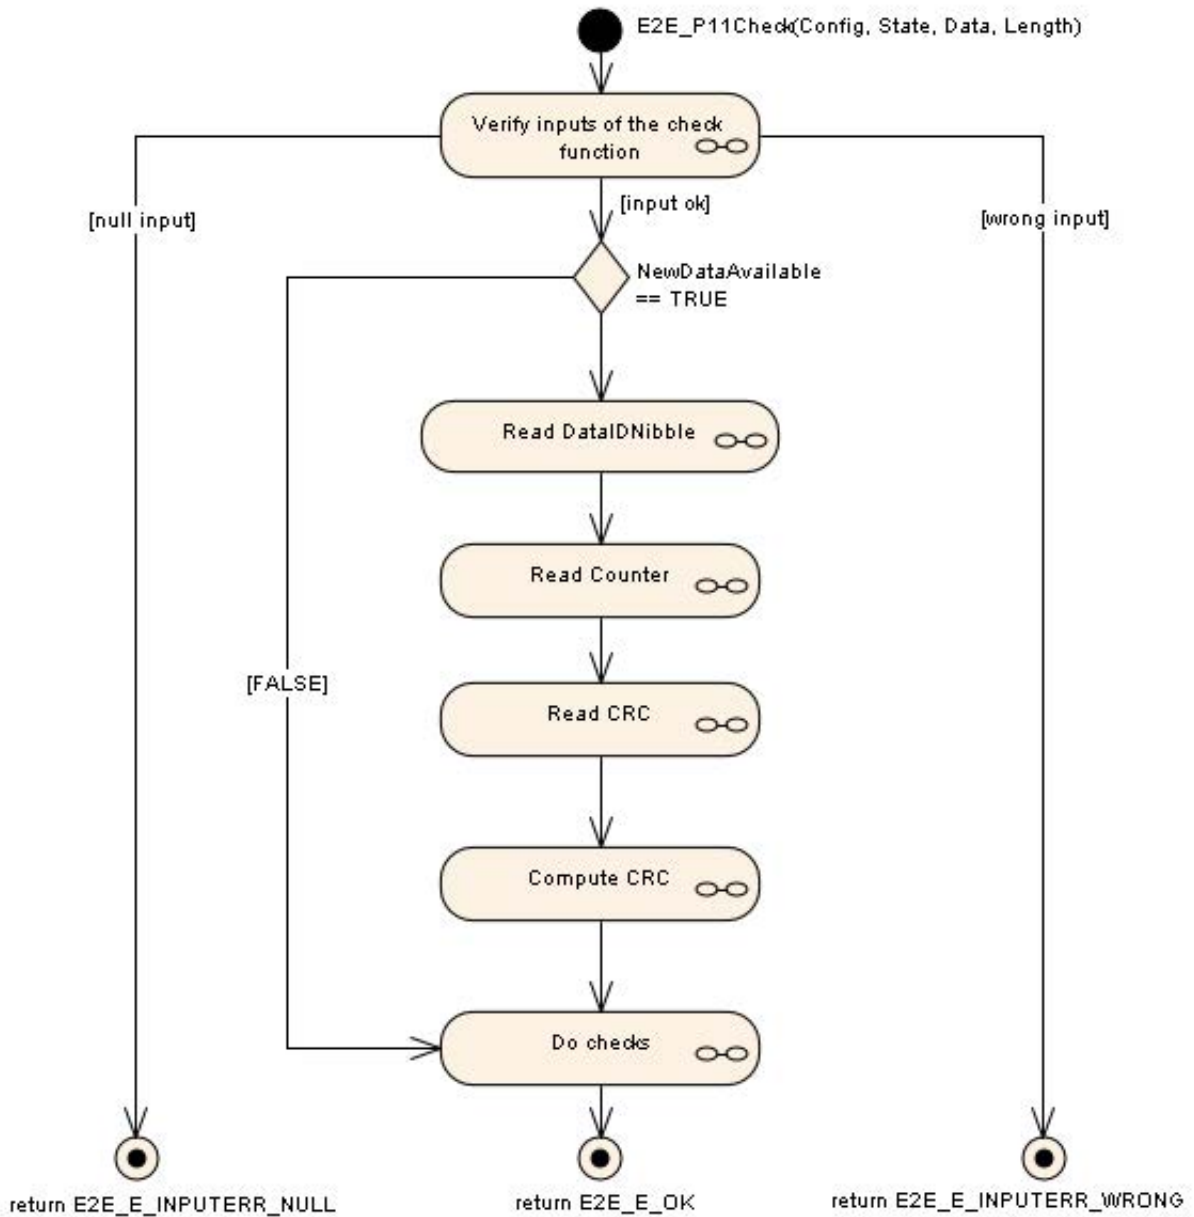 E2E_P11Check(Config, State, Data, Length)
Verify inputs of the check
function
[null input]
[input ok]
[wrong input]
NewDataAvailable
== TRUE
Read DataIDNibble
Read Counter
[FALSE]
Read CRC
Compute CRC
Do checks
return E2E_E_INPUTERR_NULL
return E2E_E_OK
return E2E_E_INPUTERR_WRONG